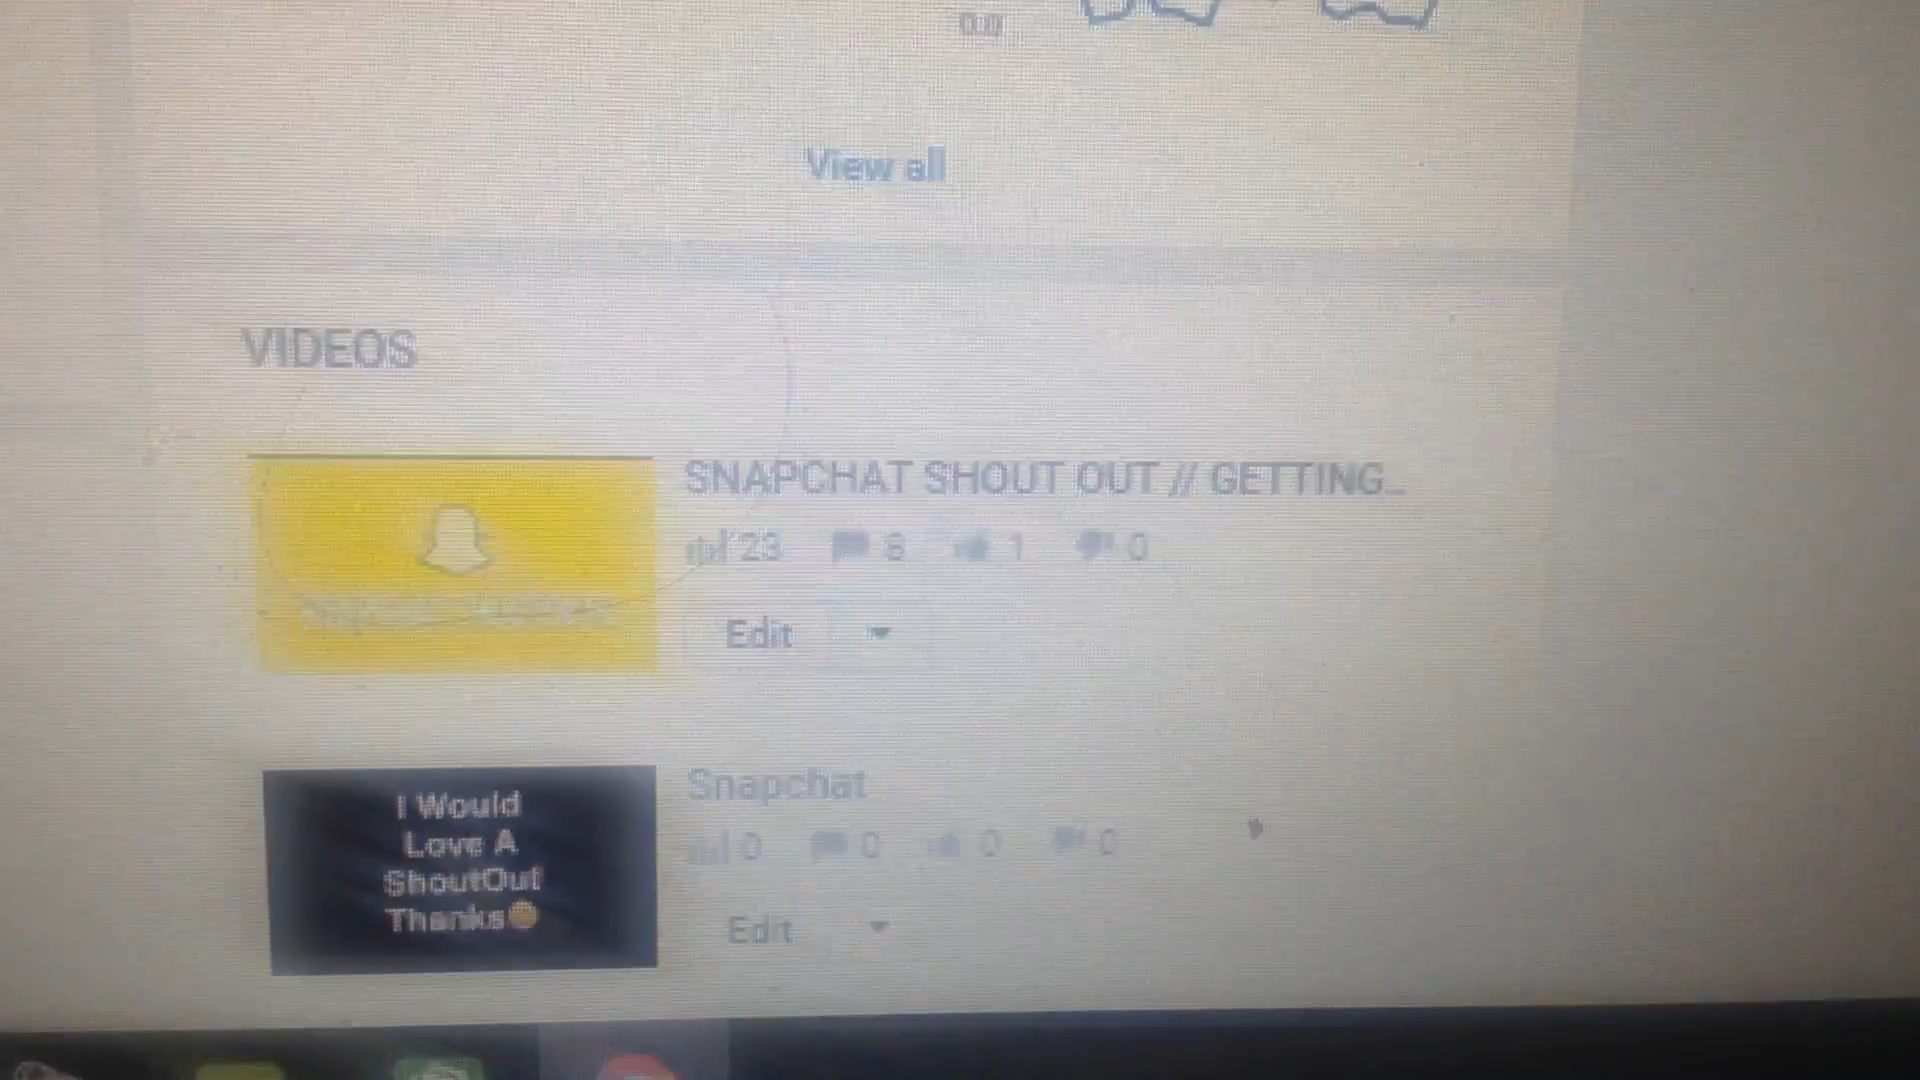 View all
VIDEOS
SNAPCHAT SHOUT OUT // GETTING...
23 8 1 0
Edit
I Would
Love A
ShoutOut
Thanks
Snapchat
0 0 0 0
Edit